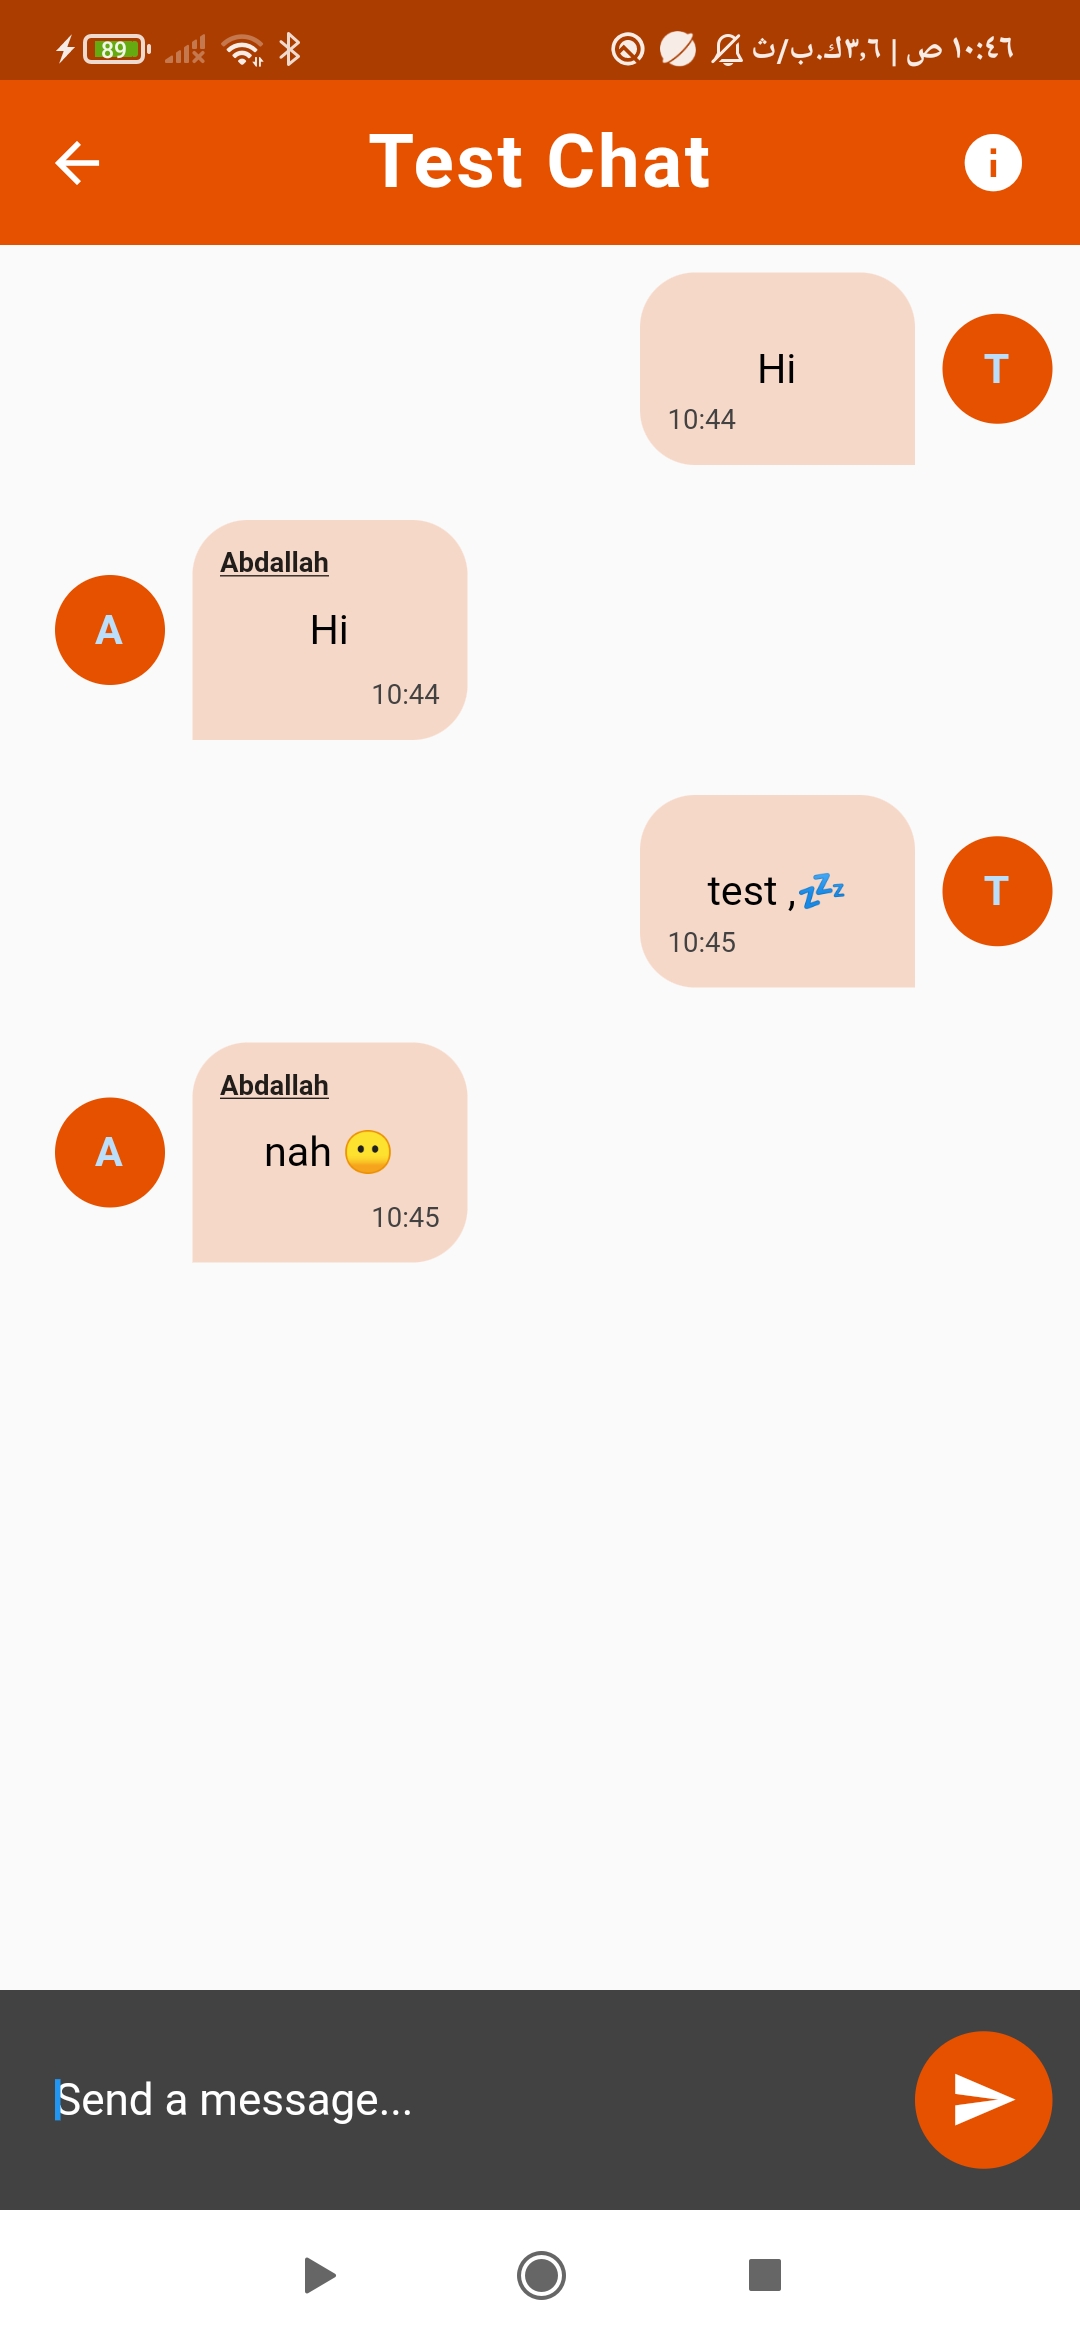 89
١٠:٤٦ ص | ٣,٦ك.ب/ث
Test Chat
Hi
10:44
T
Abdallah
A
Hi
10:44
test ,💤
10:45
T
Abdallah
A
nah 😶
10:45
Send a message...